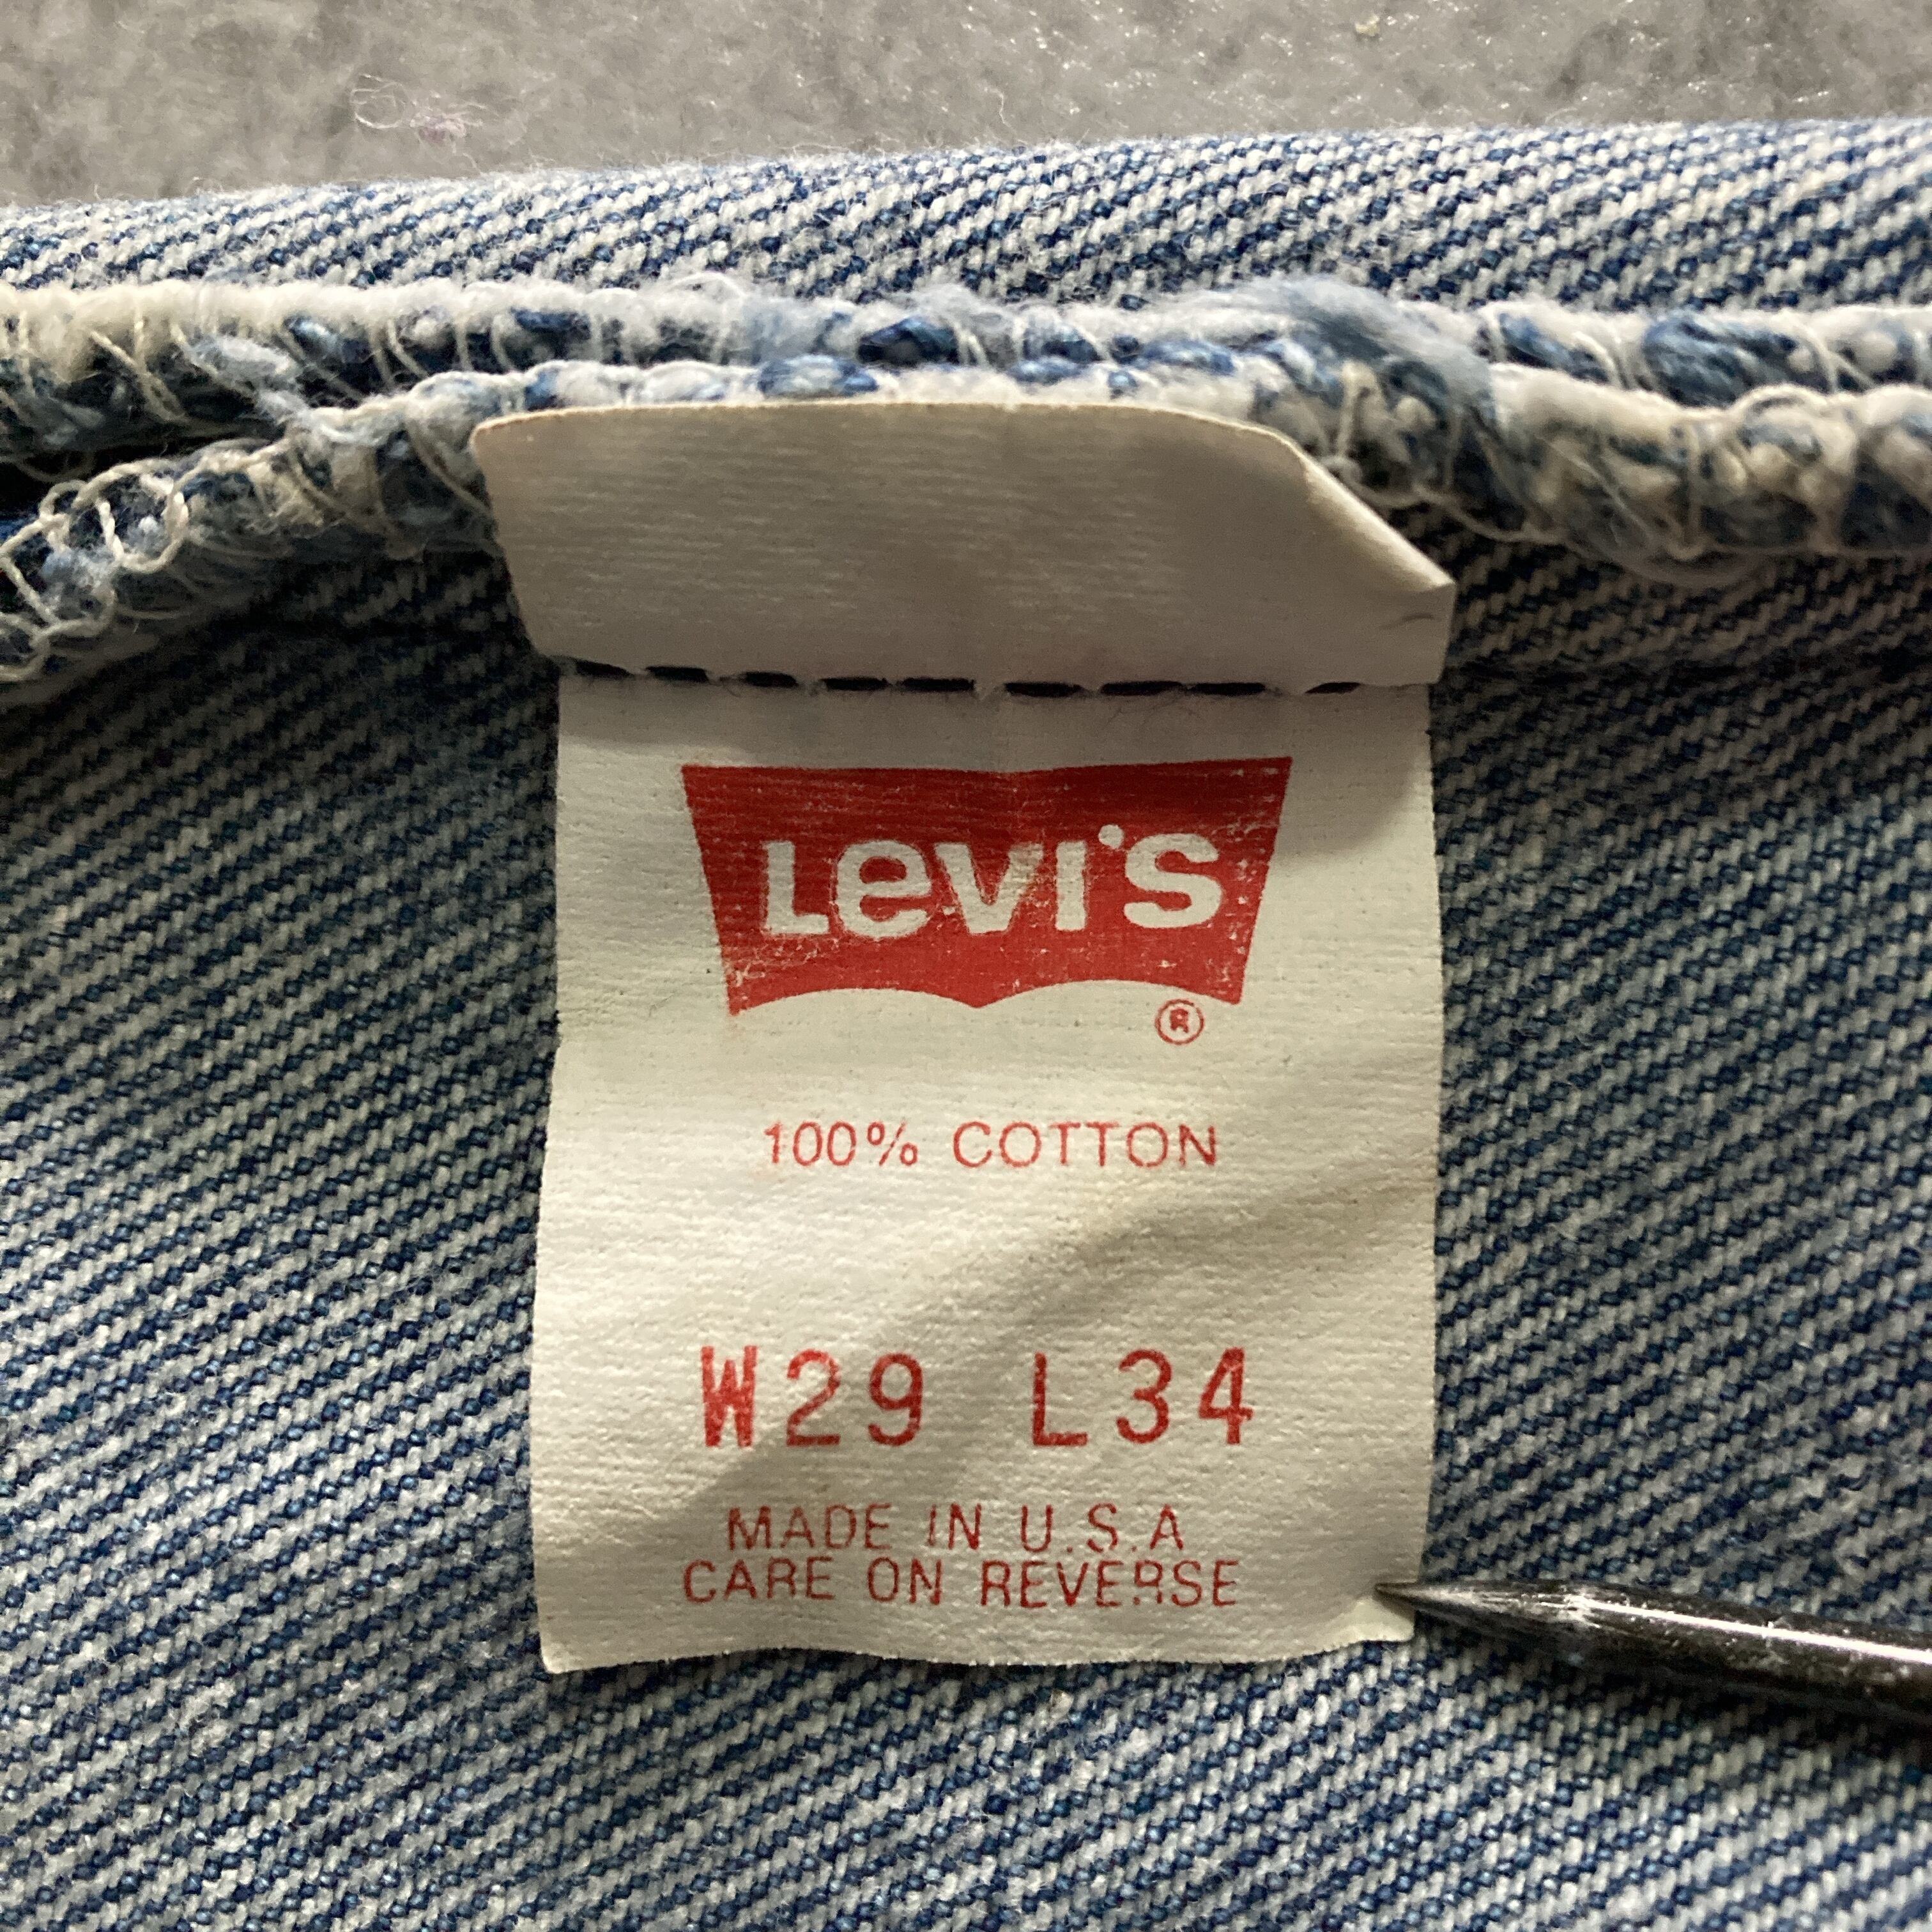 Levi's
®
100% COTTON
W29 L34
MADE IN U.S.A
CARE ON REVERSE